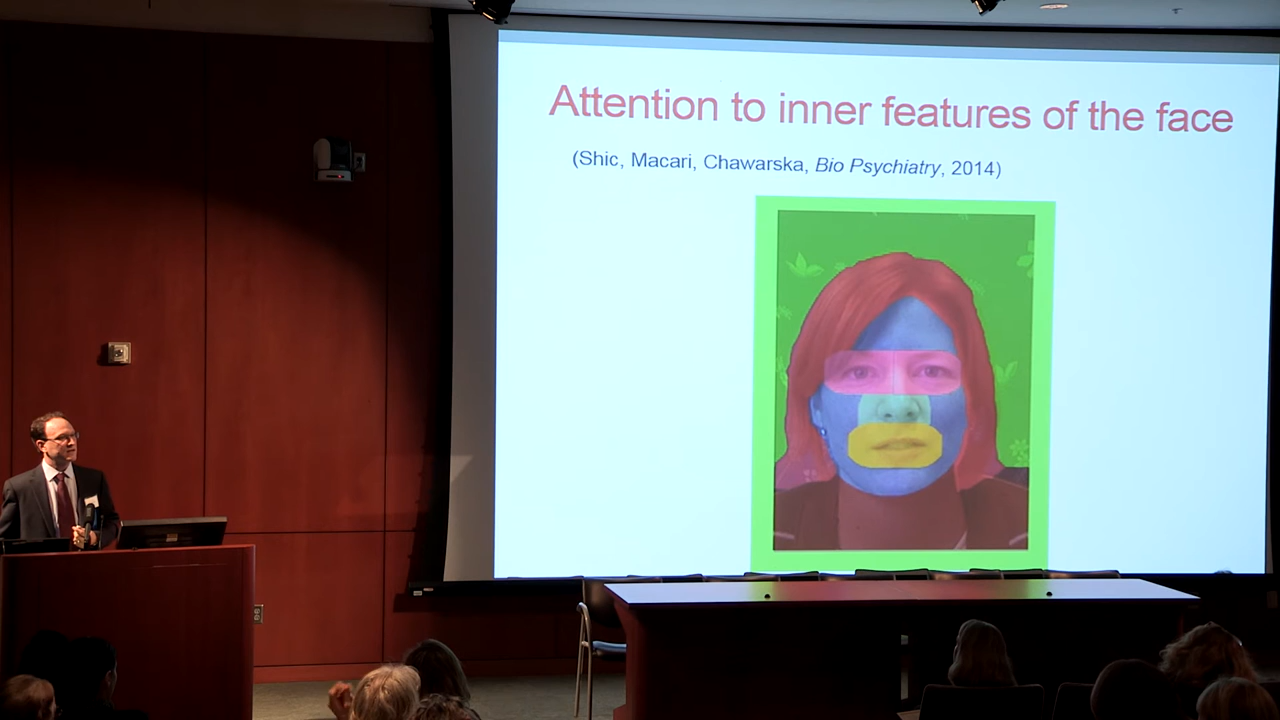 Attention to inner features of the face
(Shic, Macari, Chawarska, Bio Psychiatry, 2014)